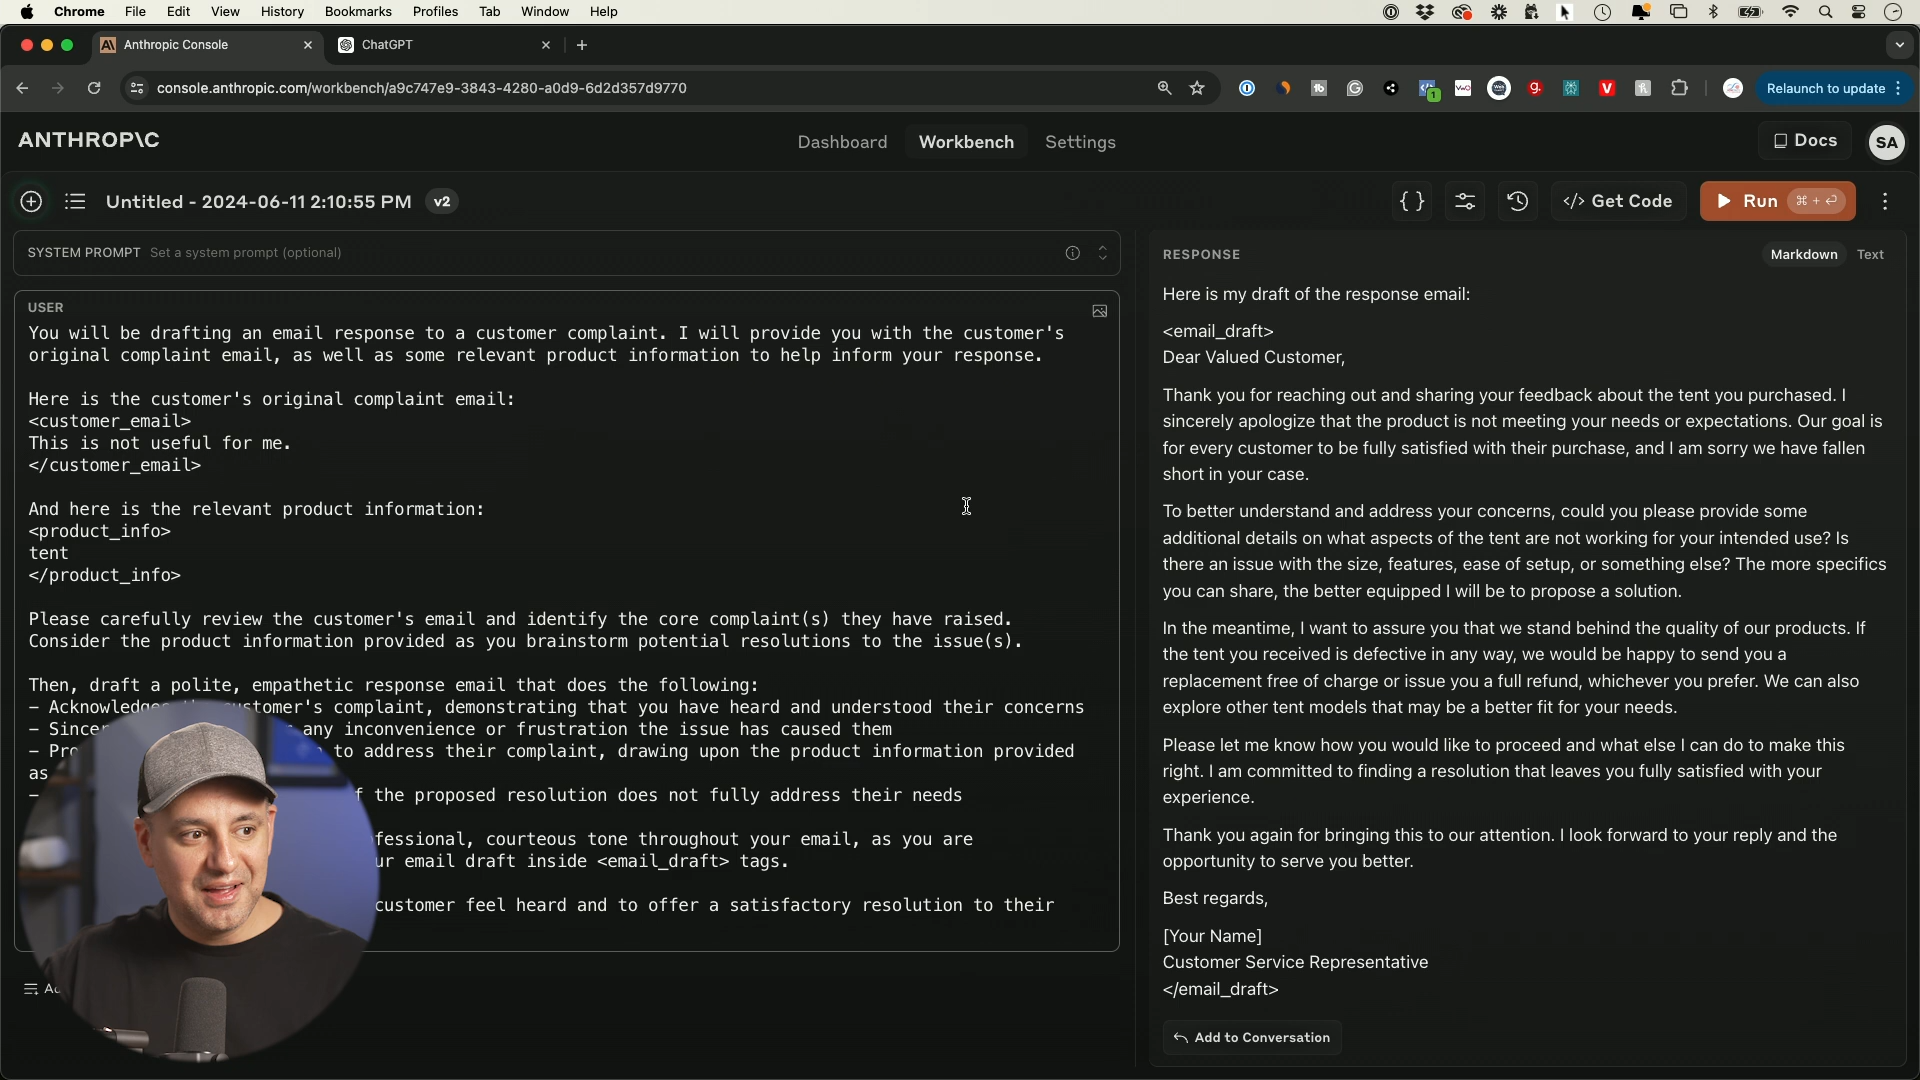 Chrome File Edit View History Bookmarks Profiles Tab Window Help
Anthropic Console
ChatGPT
console.anthropic.com/workbench/a9c747e9-3843-4280-a0d9-6d2d357d9770
Relaunch to update
ANTHROP\C
Dashboard Workbench Settings
Docs
SA
Untitled - 2024-06-11 2:10:55 PM v2
{ } </> Get Code
Run ⌘ + ⏎
SYSTEM PROMPT Set a system prompt (optional)
USER
You will be drafting an email response to a customer complaint. I will provide you with the customer's
original complaint email, as well as some relevant product information to help inform your response.
Here is the customer's original complaint email:
<customer_email>
This is not useful for me.
</customer_email>
And here is the relevant product information:
<product_info>
tent
</product_info>
Please carefully review the customer's email and identify the core complaint(s) they have raised.
Consider the product information provided as you brainstorm potential resolutions to the issue(s).
Then, draft a polite, empathetic response email that does the following:
- Acknowledges customer's complaint, demonstrating that you have heard and understood their concerns
- any inconvenience or frustration the issue has caused them
- to address their complaint, drawing upon the product information provided
as
- the proposed resolution does not fully address their needs
courteous tone throughout your email, as you are
email draft inside <email_draft> tags.
customer feel heard and to offer a satisfactory resolution to their
RESPONSE
Markdown Text
Here is my draft of the response email:
<email_draft>
Dear Valued Customer,
Thank you for reaching out and sharing your feedback about the tent you purchased. I
sincerely apologize that the product is not meeting your needs or expectations. Our goal is
for every customer to be fully satisfied with their purchase, and I am sorry we have fallen
short in your case.
To better understand and address your concerns, could you please provide some
additional details on what aspects of the tent are not working for your intended use? Is
there an issue with the size, features, ease of setup, or something else? The more specifics
you can share, the better equipped I will be to propose a solution.
In the meantime, I want to assure you that we stand behind the quality of our products. If
the tent you received is defective in any way, we would be happy to send you a
replacement free of charge or issue you a full refund, whichever you prefer. We can also
explore other tent models that may be a better fit for your needs.
Please let me know how you would like to proceed and what else I can do to make this
right. I am committed to finding a resolution that leaves you fully satisfied with your
experience.
Thank you again for bringing this to our attention. I look forward to your reply and the
opportunity to serve you better.
Best regards,
[Your Name]
Customer Service Representative
</email_draft>
Add to Conversation